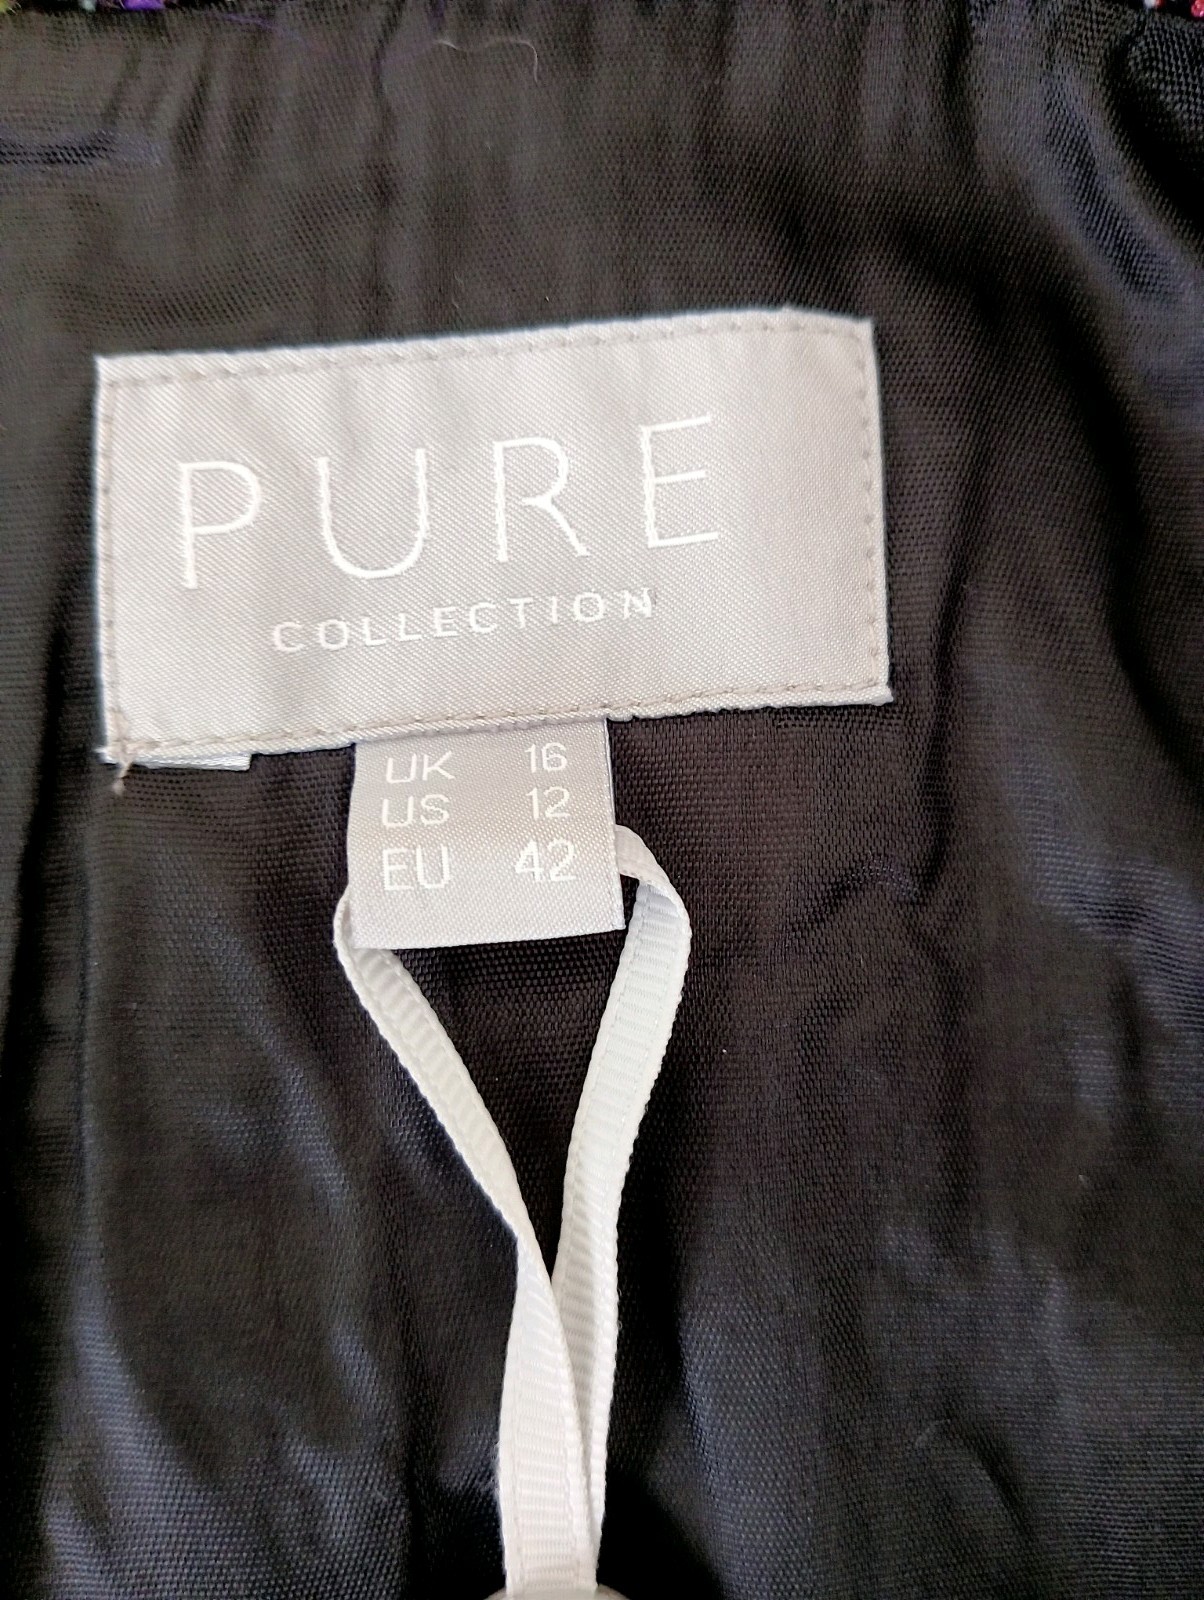 PURE
COLLECTION
UK 16
US 12
EU 42